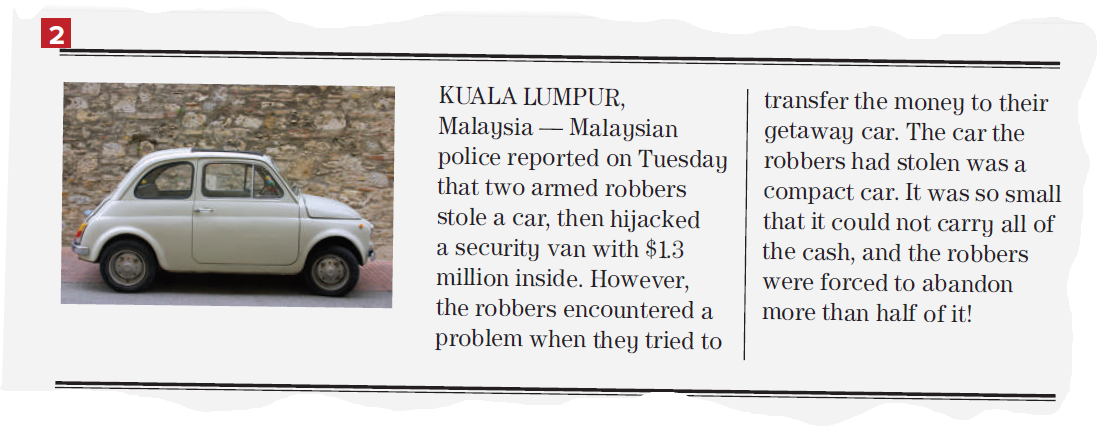 2
KUALA LUMPUR,
Malaysia — Malaysian
police reported on Tuesday
that two armed robbers
stole a car, then hijacked
a security van with $1.3
million inside. However,
the robbers encountered a
problem when they tried to
transfer the money to their
getaway car. The car the
robbers had stolen was a
compact car. It was so small
that it could not carry all of
the cash, and the robbers
were forced to abandon
more than half of it!